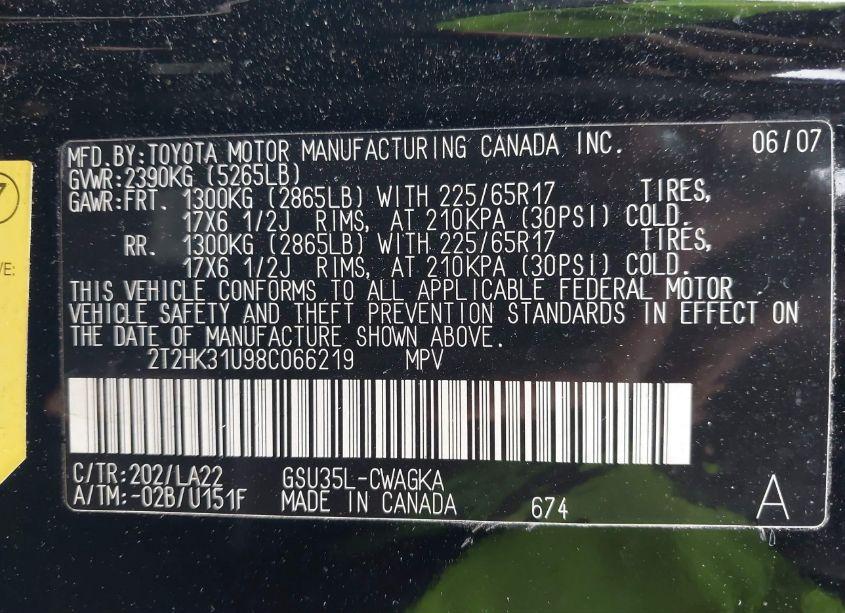 MFD.BY:TOYOTA MOTOR MANUFACTURING CANADA INC. 06/07
GVWR:2390KG (5265LB)
GAWR:FRT. 1300KG (2865LB) WITH 225/65R17 TIRES,
17X6 1/2J RIMS, AT 210KPA (30PSI) COLD.
RR. 1300KG (2865LB) WITH 225/65R17 TIRES,
17X6 1/2J RIMS, AT 210KPA (30PSI) COLD.
THIS VEHICLE CONFORMS TO ALL APPLICABLE FEDERAL MOTOR
VEHICLE SAFETY AND THEFT PREVENTION STANDARDS IN EFFECT ON
THE DATE OF MANUFACTURE SHOWN ABOVE.
2T2HK31U98C066219 MPV
C/TR:202/LA22 GSU35L-CWAGKA
A/TM:-02B/U151F MADE IN CANADA 674 A